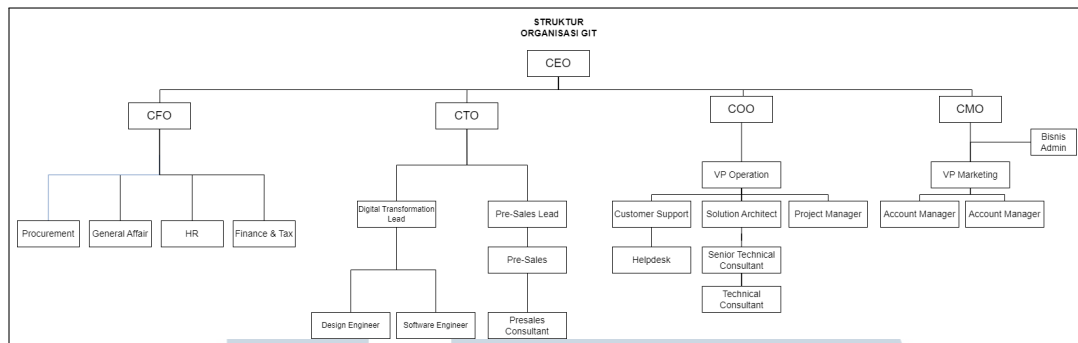 STRUKTUR
ORGANISASI GIT
CEO
CFO
CTO
COO
CMO
Bisnis
Admin
VP Operation
VP Marketing
Digital Transformation
Lead
Pre-Sales Lead
Customer Support
Solution Architect
Project Manager
Account Manager
Account Manager
Procurement
General Affair
HR
Finance & Tax
Pre-Sales
Helpdesk
Senior Technical
Consultant
Technical
Consultant
Design Engineer
Software Engineer
Presales
Consultant